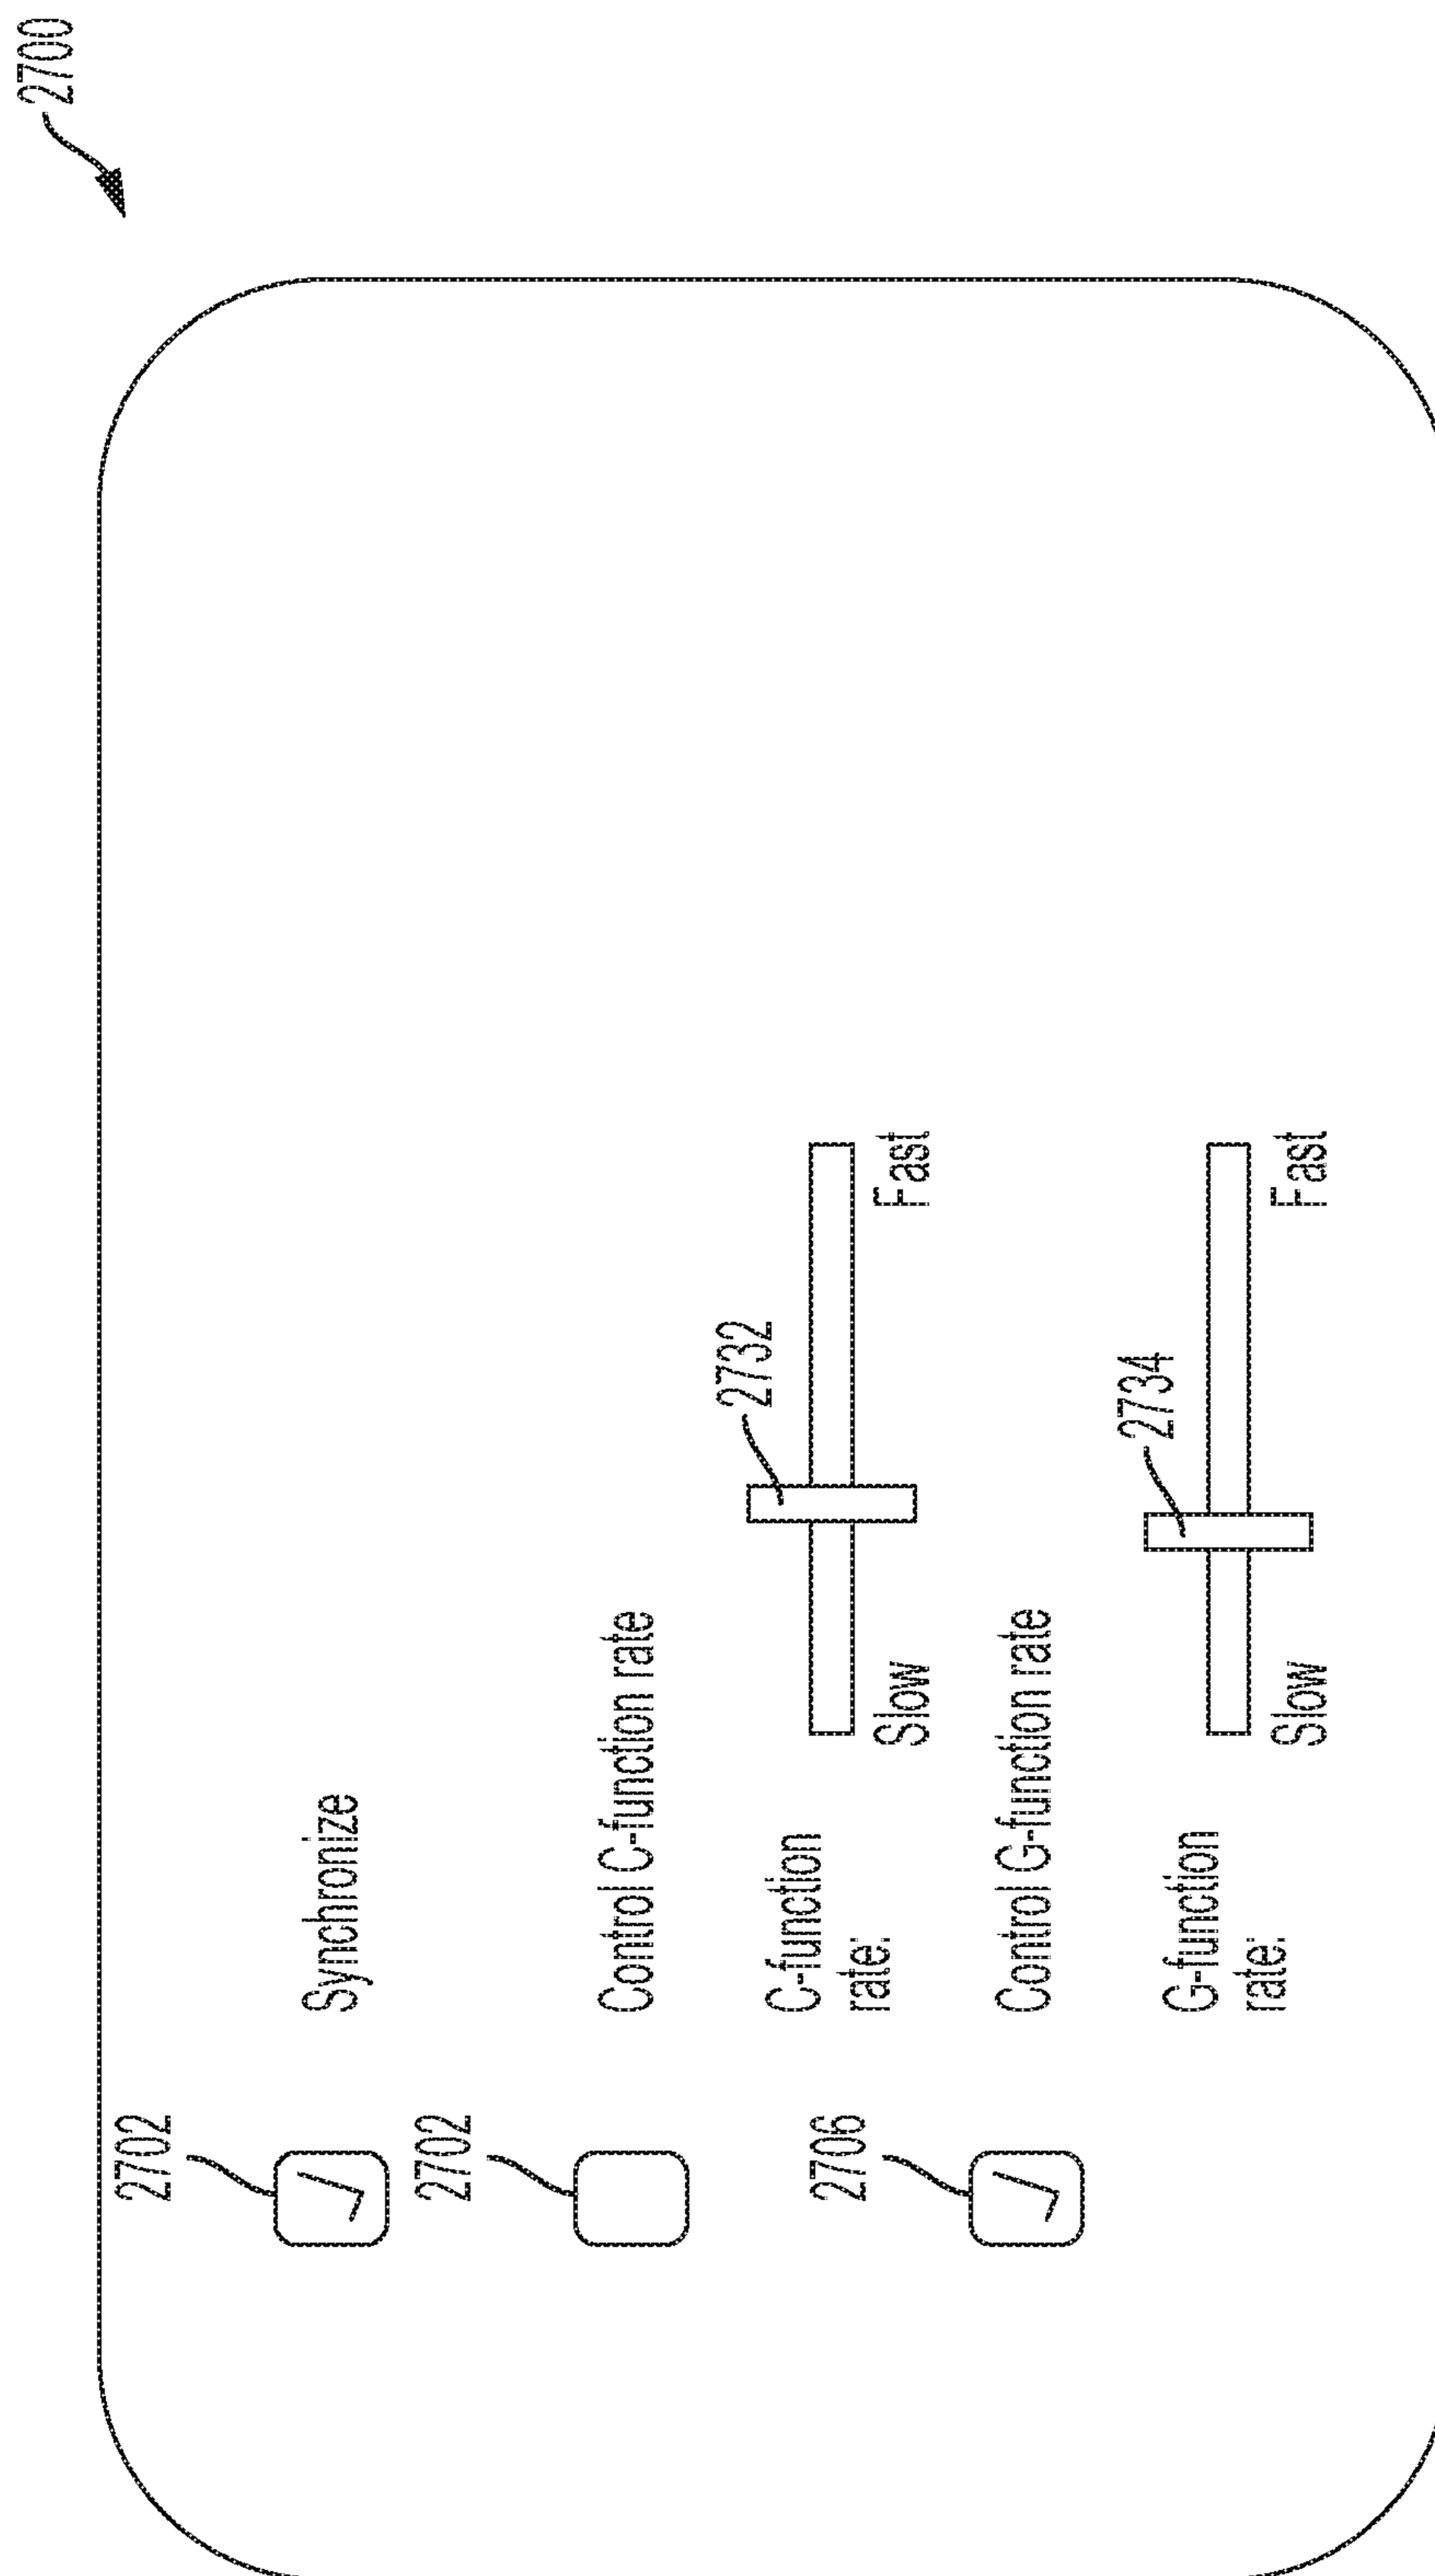 2700
2702
Synchronize
2702
Control C-function rate
2732
C-function
rate:
Slow
Fast
2706
Control G-function rate
2734
G-function
rate:
Slow
Fast